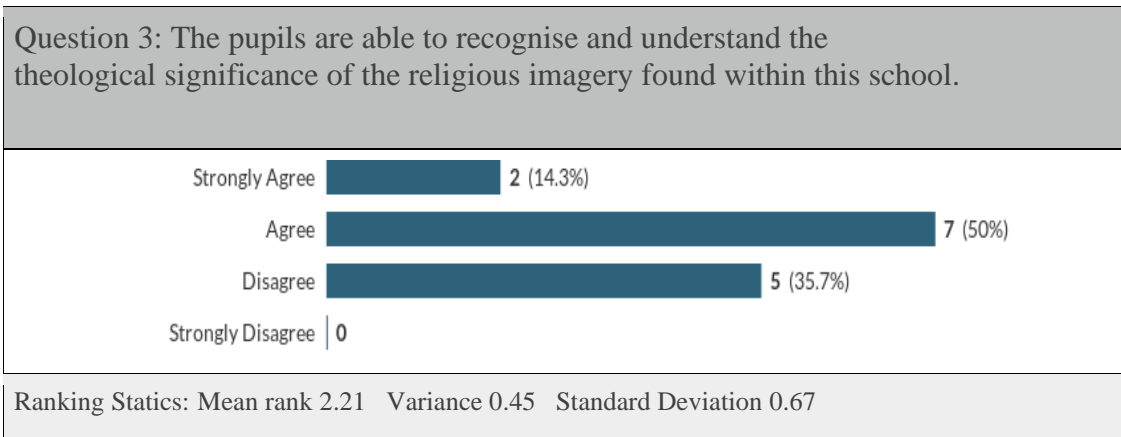 Question 3: The pupils are able to recognise and understand the
theological significance of the religious imagery found within this school.
Strongly Agree 2 (14.3%)
Agree 7 (50%)
Disagree 5 (35.7%)
Strongly Disagree 0
Ranking Statics: Mean rank 2.21 Variance 0.45 Standard Deviation 0.67